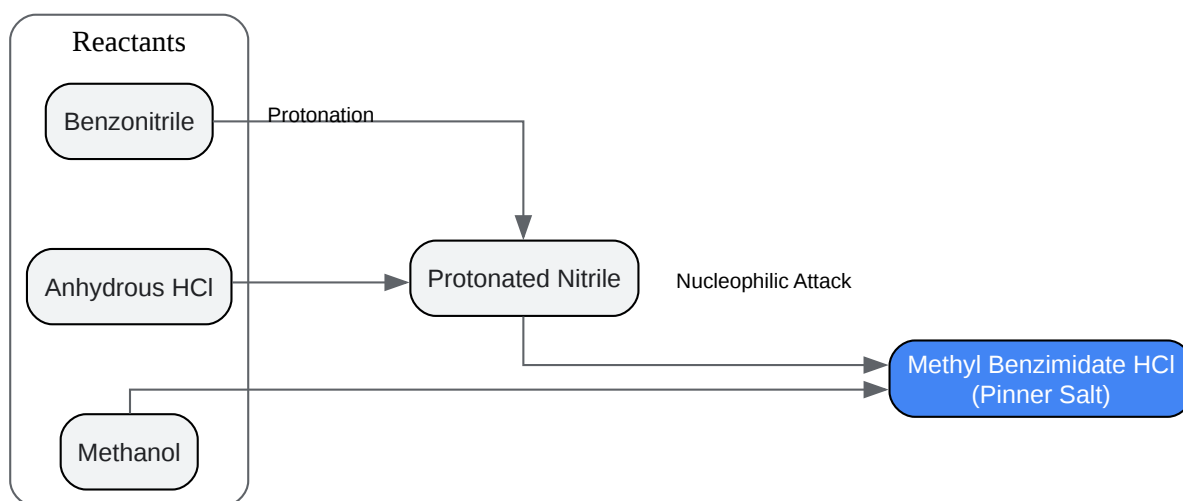 Reactants
Benzonitrile
Protonation
Anhydrous HCl
Protonated Nitrile
Nucleophilic Attack
Methyl Benzimidate HCl
(Pinner Salt)
Methanol